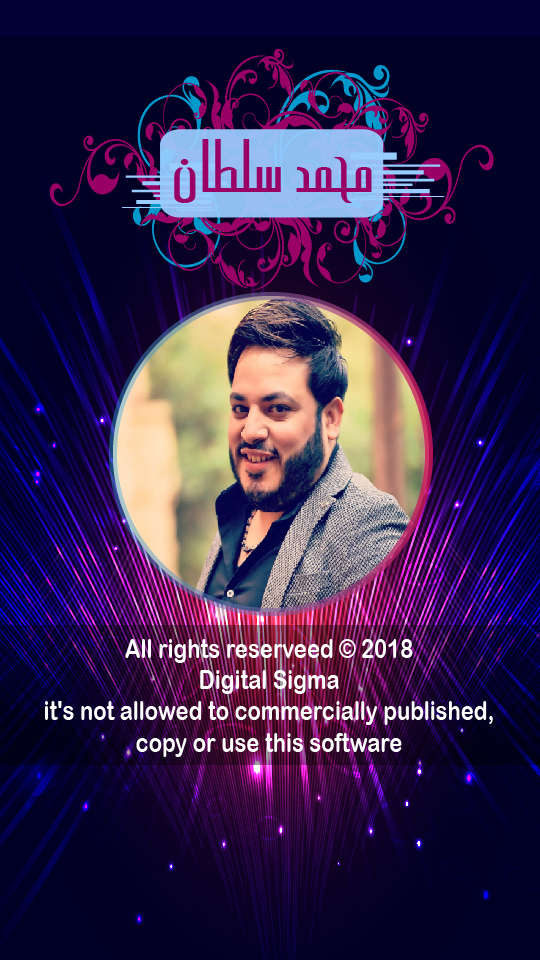 محمد سلطان
All rights reserveed © 2018
Digital Sigma
it's not allowed to commercially published,
copy or use this software